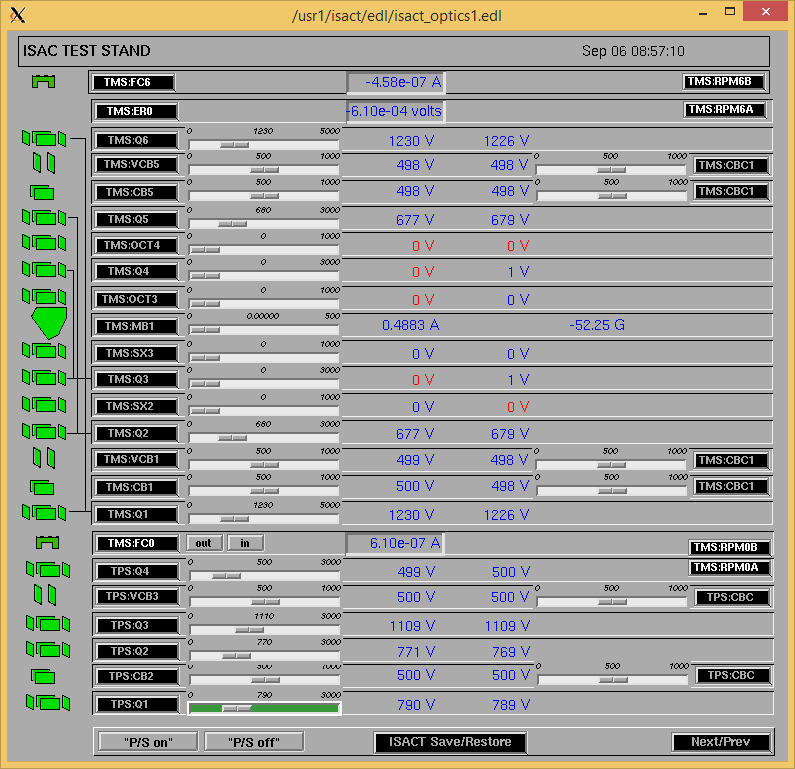 /usr1/isact/edl/isact_optics1.edl
ISAC TEST STAND Sep 06 08:57:10
TMS:FC6 -4.58e-07 A TMS:RPM6B
TMS:ER0 -6.10e-04 volts TMS:RPM6A
TMS:Q6 0 1230 5000 1230 V 1226 V
TMS:VCB5 0 500 1000 498 V 498 V 0 500 1000 TMS:CBC1
TMS:CB5 0 500 1000 498 V 498 V 0 500 1000 TMS:CBC1
TMS:Q5 0 680 3000 677 V 679 V
TMS:OCT4 0 0 1000 0 V 0 V
TMS:Q4 0 0 3000 0 V 1 V
TMS:OCT3 0 0 1000 0 V 0 V
TMS:MB1 0 0.00000 500 0.4883 A -52.25 G
TMS:SX3 0 0 1000 0 V 0 V
TMS:Q3 0 0 3000 0 V 1 V
TMS:SX2 0 0 1000 0 V 0 V
TMS:Q2 0 680 3000 677 V 679 V
TMS:VCB1 0 500 1000 499 V 498 V 0 500 1000 TMS:CBC1
TMS:CB1 0 500 1000 500 V 498 V 0 500 1000 TMS:CBC1
TMS:Q1 0 1230 5000 1230 V 1226 V
TMS:FC0 out in 6.10e-07 A TMS:RPM0B
TPS:Q4 0 500 3000 499 V 500 V TMS:RPM0A
TPS:VCB3 0 500 1000 500 V 500 V 0 500 1000 TPS:CBC
TPS:Q3 0 1110 3000 1109 V 1109 V
TPS:Q2 0 770 3000 771 V 769 V
TPS:CB2 0 500 1000 500 V 500 V 0 500 1000 TPS:CBC
TPS:Q1 0 790 3000 790 V 789 V
"P/S on" "P/S off" ISACT Save/Restore Next/Prev